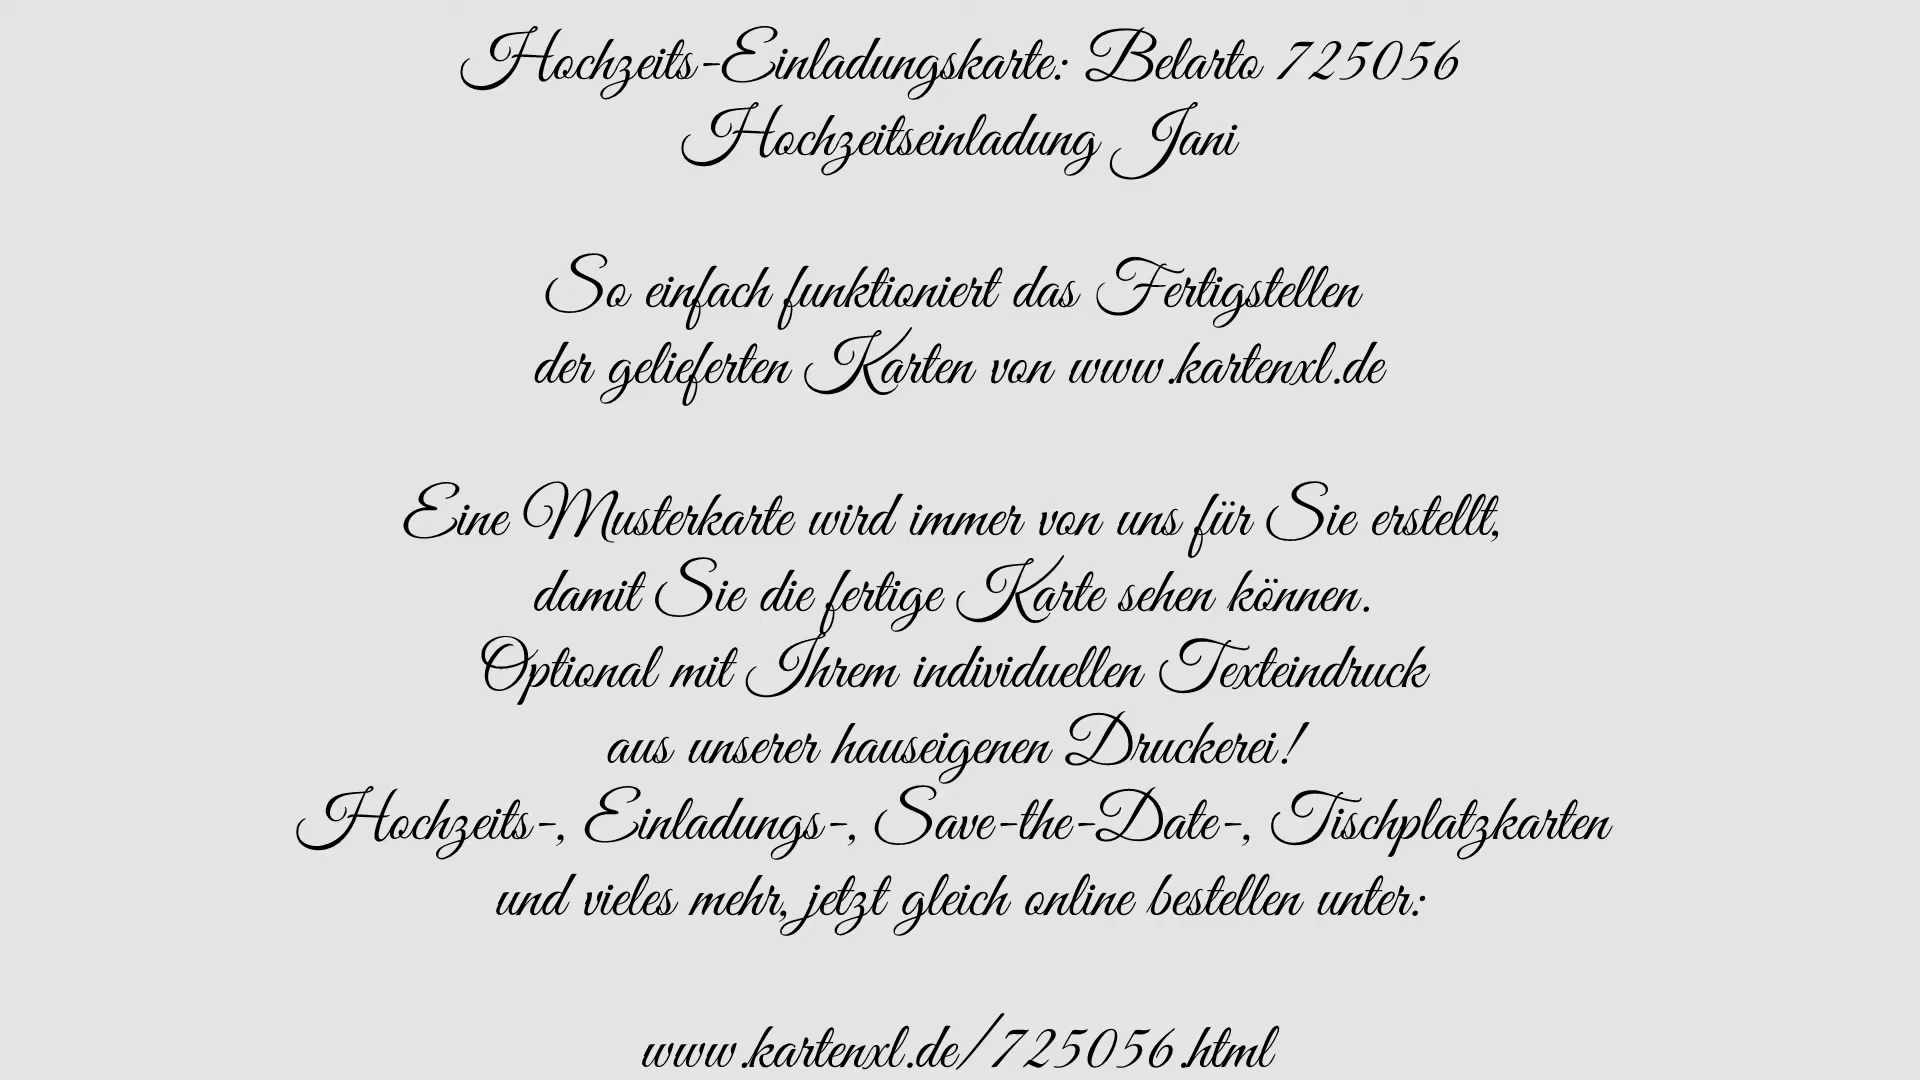 Hochzeits-Einladungskarte: Belarto 725056
Hochzeitseinladung Jani
So einfach funktioniert das Fertigstellen
der gelieferten Karten von www.kartenxl.de
Eine Musterkarte wird immer von uns für Sie erstellt,
damit Sie die fertige Karte sehen können.
Optional mit Ihrem individuellen Texteindruck
aus unserer hauseigenen Druckerei!
Hochzeits-, Einladungs-, Save-the-Date-, Tischplatzkarten
und vieles mehr, jetzt gleich online bestellen unter:
www.kartenxl.de/725056.html